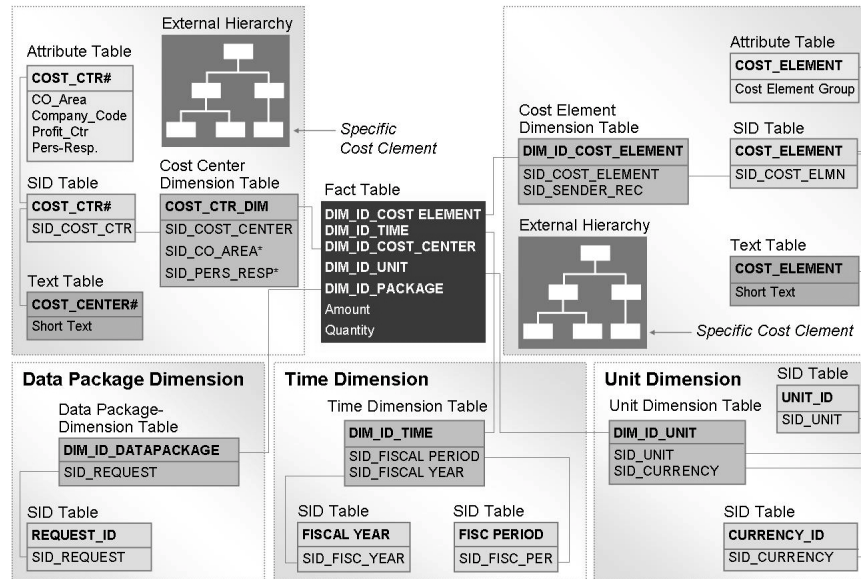 External Hierarchy
Attribute Table
COST_CTR#
CO_Area
Company_Code
Profit_Ctr
Pers-Resp.
Specific
Cost Clement
SID Table
COST_CTR#
SID_COST_CTR
Cost Center
Dimension Table
COST_CTR_DIM
SID_COST_CENTER
SID_CO_AREA*
SID_PERS_RESP*
Text Table
COST_CENTER#
Short Text
Fact Table
DIM_ID_COST ELEMENT
DIM_ID_TIME
DIM_ID_COST_CENTER
DIM_ID_UNIT
DIM_ID_PACKAGE
Amount
Quantity
Attribute Table
COST_ELEMENT
Cost Element Group
Cost Element
Dimension Table
DIM_ID_COST_ELEMENT
SID_COST_ELEMENT
SID_SENDER_REC
SID Table
COST_ELEMENT
SID_COST_ELMN
External Hierarchy
Text Table
COST_ELEMENT
Short Text
Specific Cost Clement
Data Package Dimension
Data Package-
Dimension Table
DIM_ID_DATAPACKAGE
SID_REQUEST
SID Table
REQUEST_ID
SID_REQUEST
Time Dimension
Time Dimension Table
DIM_ID_TIME
SID_FISCAL PERIOD
SID_FISCAL YEAR
SID Table
FISCAL YEAR
SID_FISC_YEAR
SID Table
FISC PERIOD
SID_FISC_PER
Unit Dimension
Unit Dimension Table
DIM_ID_UNIT
SID_UNIT
SID_CURRENCY
SID Table
UNIT_ID
SID_UNIT
SID Table
CURRENCY_ID
SID_CURRENCY